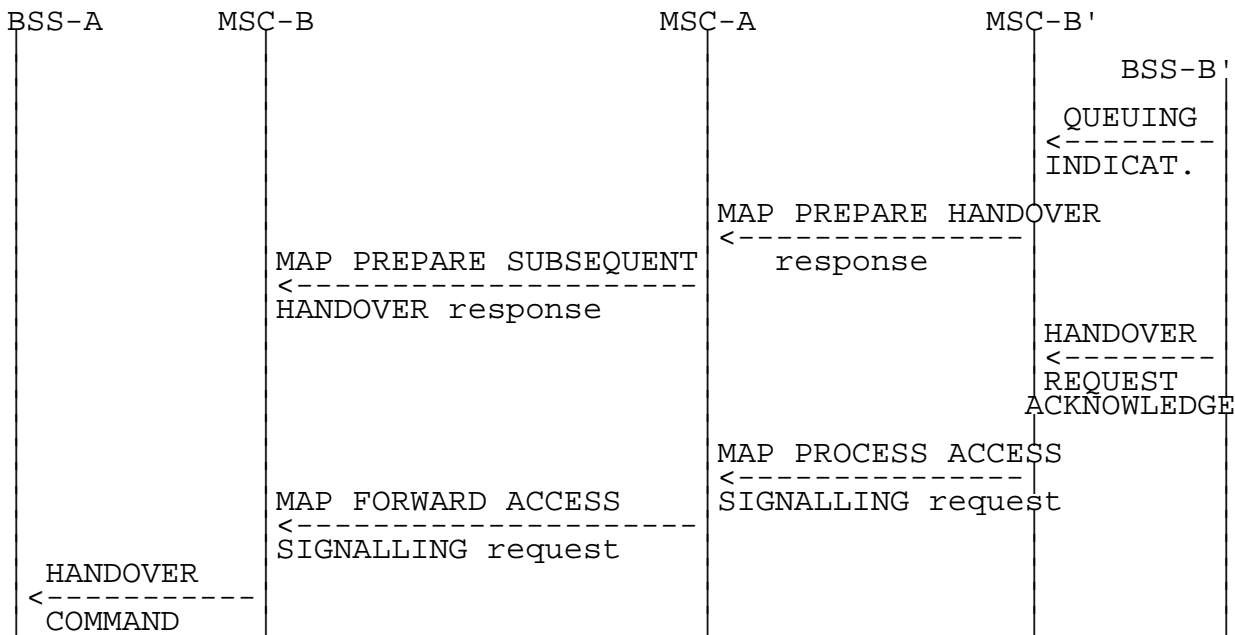 BSS-A MSC-B MSC-A MSC-B'
BSS-B'
QUEUING
INDICAT.
MAP PREPARE HANDOVER
response
MAP PREPARE SUBSEQUENT
HANDOVER response
HANDOVER
REQUEST
ACKNOWLEDGE
MAP PROCESS ACCESS
SIGNALLING request
MAP FORWARD ACCESS
SIGNALLING request
HANDOVER
COMMAND